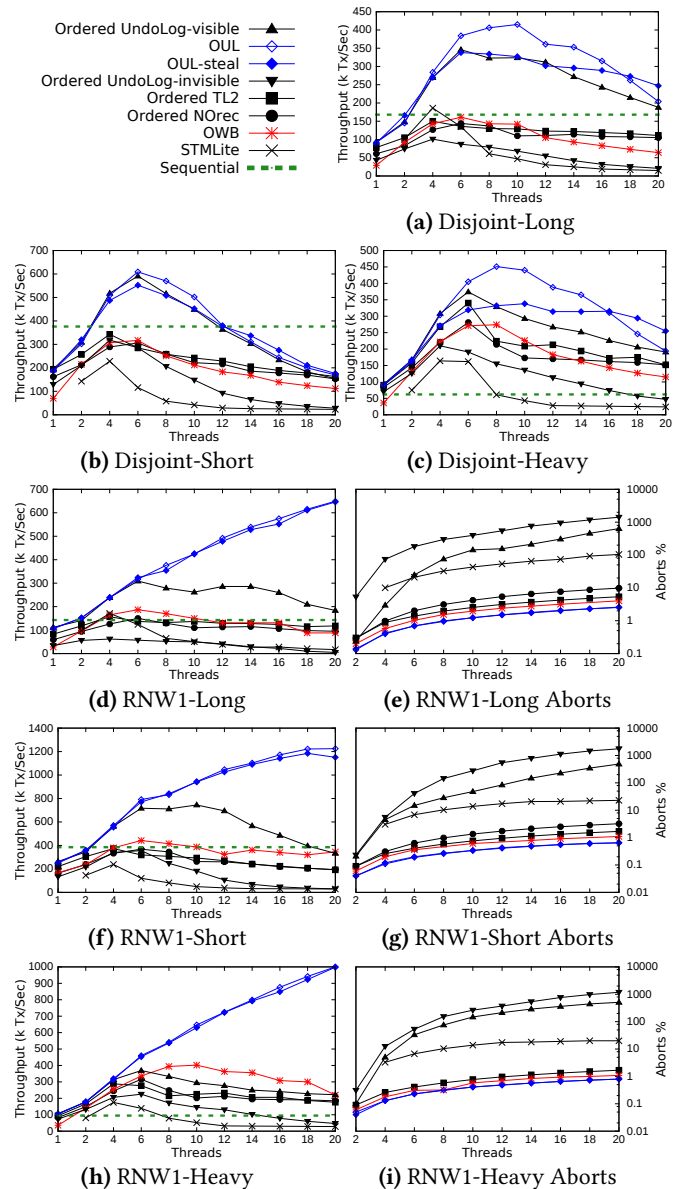 Ordered UndoLog-visible
OUL
OUL-steal
Ordered UndoLog-invisible
Ordered TL2
Ordered NOrec
OWB
STMLite
Sequential
Throughput (k Tx/Sec)
450
400
350
300
250
200
150
100
50
0
1 2 4 6 8 10 12 14 16 18 20
Threads
(a) Disjoint-Long
Throughput (k Tx/Sec)
700
600
500
400
300
200
100
0
1 2 4 6 8 10 12 14 16 18 20
Threads
(b) Disjoint-Short
Throughput (k Tx/Sec)
500
450
400
350
300
250
200
150
100
50
0
1 2 4 6 8 10 12 14 16 18 20
Threads
(c) Disjoint-Heavy
Throughput (k Tx/Sec)
700
600
500
400
300
200
100
0
1 2 4 6 8 10 12 14 16 18 20
Threads
(d) RNW1-Long
10000
1000
100
10
1
0.1
Aborts %
2 4 6 8 10 12 14 16 18 20
Threads
(e) RNW1-Long Aborts
Throughput (k Tx/Sec)
1400
1200
1000
800
600
400
200
0
1 2 4 6 8 10 12 14 16 18 20
Threads
(f) RNW1-Short
10000
1000
100
10
1
0.1
0.01
Aborts %
2 4 6 8 10 12 14 16 18 20
Threads
(g) RNW1-Short Aborts
Throughput (k Tx/Sec)
1000
900
800
700
600
500
400
300
200
100
0
1 2 4 6 8 10 12 14 16 18 20
Threads
(h) RNW1-Heavy
10000
1000
100
10
1
0.1
0.01
Aborts %
2 4 6 8 10 12 14 16 18 20
Threads
(i) RNW1-Heavy Aborts